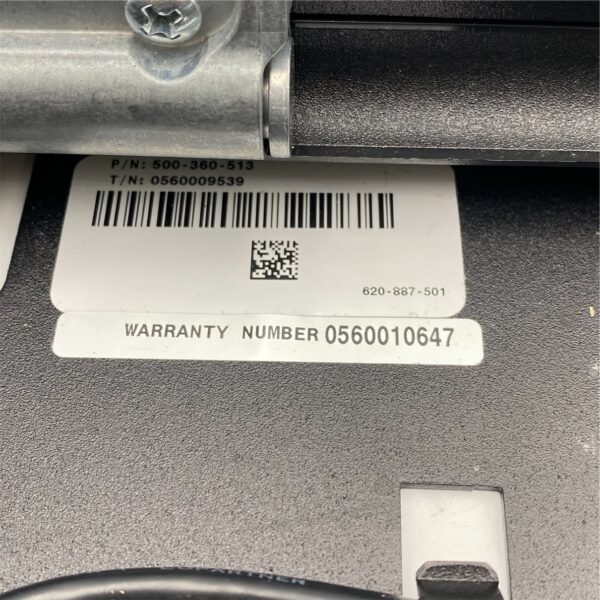 P/N: 500-360-513
T/N: 0560009539
620-887-501
WARRANTY NUMBER 0560010647